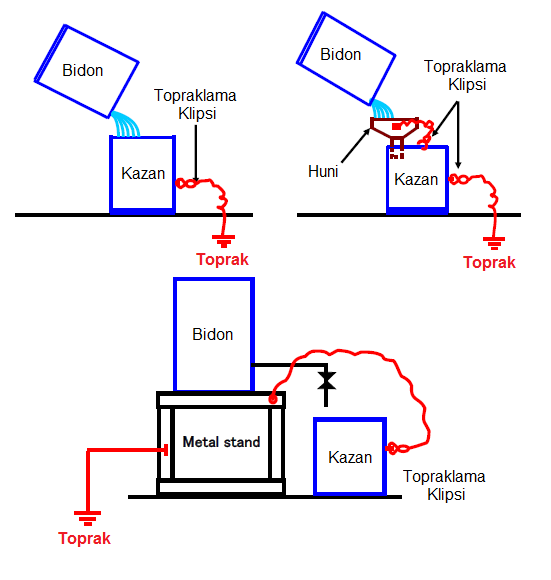 Bidon
Topraklama
Klipsi
Kazan
Toprak
Bidon
Topraklama
Klipsi
Huni
Kazan
Toprak
Bidon
Metal stand
Kazan
Topraklama
Klipsi
Toprak